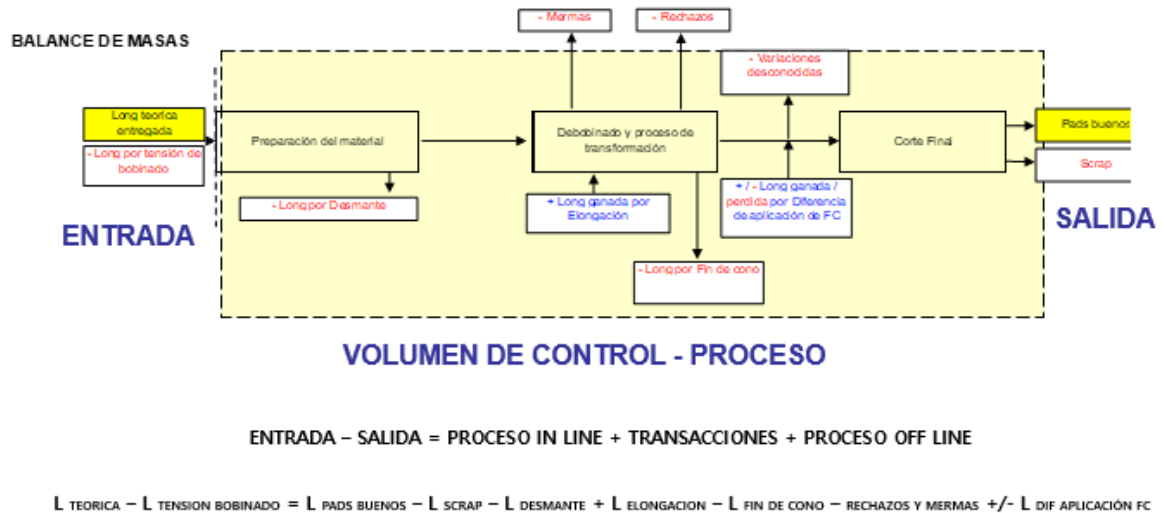 BALANCE DE MASAS
- Mermas
- Rechazos
- Variaciones
desconocidas
Long teorica
entregada
- Long por tensión de
bobinado
Preparación del material
Debobinado y proceso de
transformación
Corte Final
Pads buenos
Scrap
- Long por Desmante
+ Long ganada por
Elongación
+ / - Long ganada /
perdida por Diferencia
de aplicación de FC
- Long por Fin de cono
ENTRADA
SALIDA
VOLUMEN DE CONTROL - PROCESO
ENTRADA – SALIDA = PROCESO IN LINE + TRANSACCIONES + PROCESO OFF LINE
L TEORICA – L TENSION BOBINADO = L PADS BUENOS – L SCRAP – L DESMANTE + L ELONGACION – L FIN DE CONO – RECHAZOS Y MERMAS +/- L DIF APLICACIÓN FC